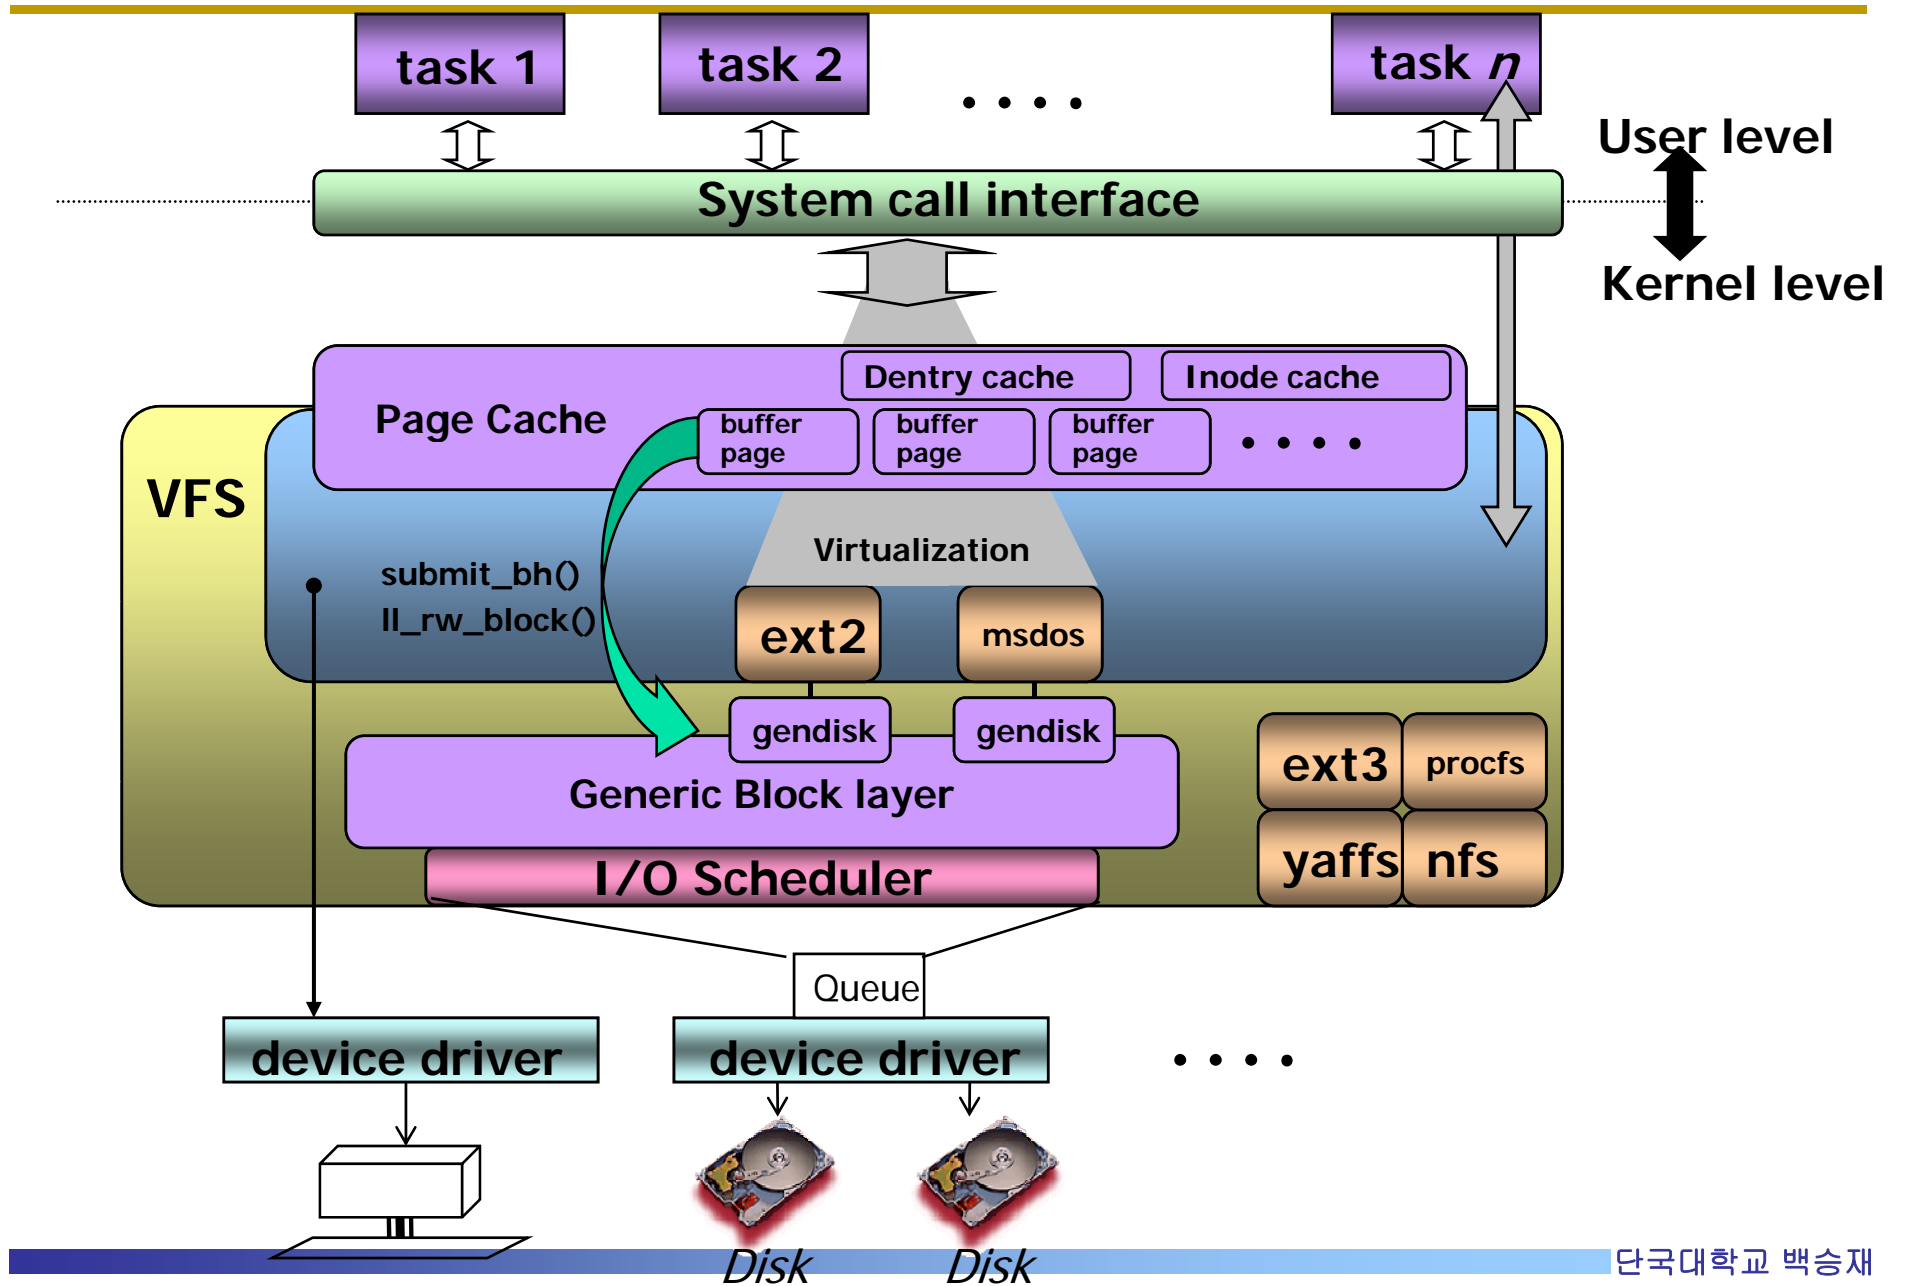 task 1
task 2
. . . .
task n
User level
System call interface
Kernel level
Dentry cache
Inode cache
Page Cache
buffer
page
buffer
page
buffer
page
. . . .
VFS
Virtualization
submit_bh()
ll_rw_block()
ext2
msdos
gendisk
gendisk
Generic Block layer
ext3
procfs
yaffs
nfs
I/O Scheduler
Queue
device driver
device driver
. . . .
Disk
Disk
단국대학교 백승재